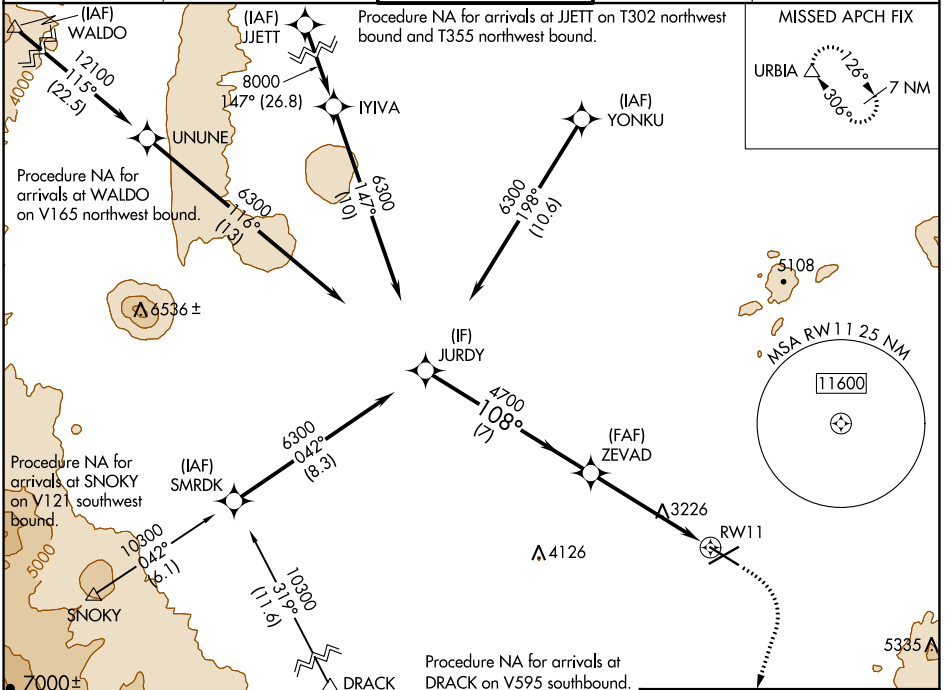 (IAF)
WALDO
12100
115°
(22.5)
4000
UNUNE
Procedure NA for
arrivals at WALDO
on V165 northwest bound.
6300
116°
(13)
(IAF)
JJETT
Procedure NA for arrivals at JJETT on T302 northwest
bound and T355 northwest bound.
8000
147° (26.8)
IYIVA
6300
147°
(10)
(IAF)
YONKU
6300
198°
(10.6)
MISSED APCH FIX
URBIA
126°
306°
7 NM
5108
6536 ±
(IF)
JURDY
MSA RW11 25 NM
11600
4700
108°
(7)
(FAF)
ZEVAD
6300
042°
(8.3)
(IAF)
SMRDK
Procedure NA for
arrivals at SNOKY
on V121 southwest
bound.
3226
RW11
4126
10300
042°
(6.1)
5000
SNOKY
10300
319°
(11.6)
5335
Procedure NA for arrivals at
DRACK on V595 southbound.
7000±
DRACK